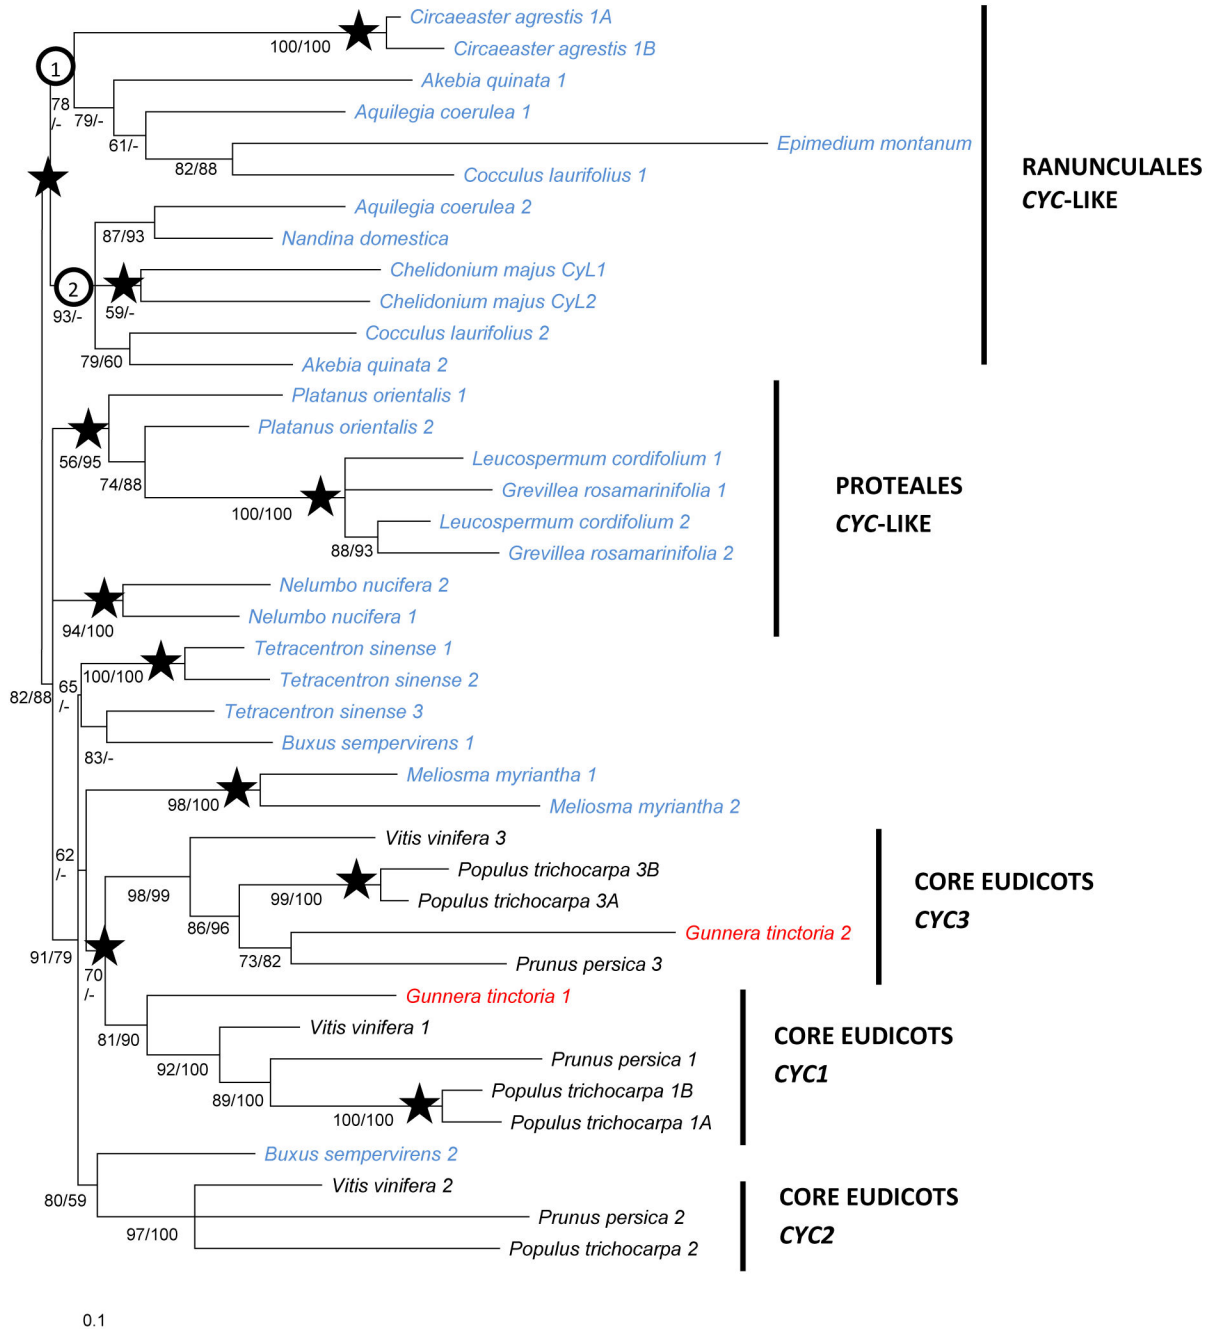 Circaeaster agrestis 1A
100/100
Circaeaster agrestis 1B
1
Akebia quinata 1
78
/-
79/-
Aquilegia coerulea 1
61/-
Epimedium montanum
82/88
Cocculus laurifolius 1
RANUNCULALES
CYC-LIKE
Aquilegia coerulea 2
87/93
Nandina domestica
Chelidonium majus CyL1
2
59/-
Chelidonium majus CyL2
93/-
Cocculus laurifolius 2
79/60
Akebia quinata 2
Platanus orientalis 1
Platanus orientalis 2
56/95
Leucospermum cordifolium 1
74/88
Grevillea rosamarinifolia 1
100/100
PROTEALES
CYC-LIKE
Leucospermum cordifolium 2
88/93
Grevillea rosamarinifolia 2
Nelumbo nucifera 2
Nelumbo nucifera 1
94/100
Tetracentron sinense 1
100/100
Tetracentron sinense 2
82/88
65
/-
Tetracentron sinense 3
Buxus sempervirens 1
83/-
Meliosma myriantha 1
98/100
Meliosma myriantha 2
Vitis vinifera 3
62
/-
Populus trichocarpa 3B
98/99
99/100
Populus trichocarpa 3A
CORE EUDICOTS
CYC3
86/96
Gunnera tinctoria 2
91/79
73/82
Prunus persica 3
70
/-
Gunnera tinctoria 1
81/90
Vitis vinifera 1
CORE EUDICOTS
CYC1
92/100
Prunus persica 1
89/100
Populus trichocarpa 1B
100/100
Populus trichocarpa 1A
Buxus sempervirens 2
Vitis vinifera 2
80/59
CORE EUDICOTS
CYC2
Prunus persica 2
97/100
Populus trichocarpa 2
0.1